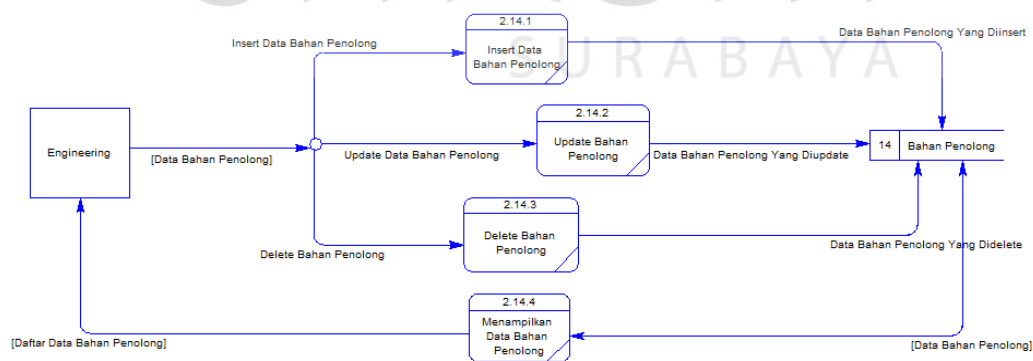 2.14.1
Insert Data Bahan Penolong
Insert Data
Bahan Penolong
Data Bahan Penolong Yang Diinsert
SURABAYA
2.14.2
Engineering
[Data Bahan Penolong]
Update Data Bahan Penolong
Update Bahan
Penolong
Data Bahan Penolong Yang Diupdate
14
Bahan Penolong
2.14.3
Delete Bahan Penolong
Delete Bahan
Penolong
Data Bahan Penolong Yang Didelete
2.14.4
Menampilkan
Data Bahan
Penolong
[Daftar Data Bahan Penolong]
[Data Bahan Penolong]